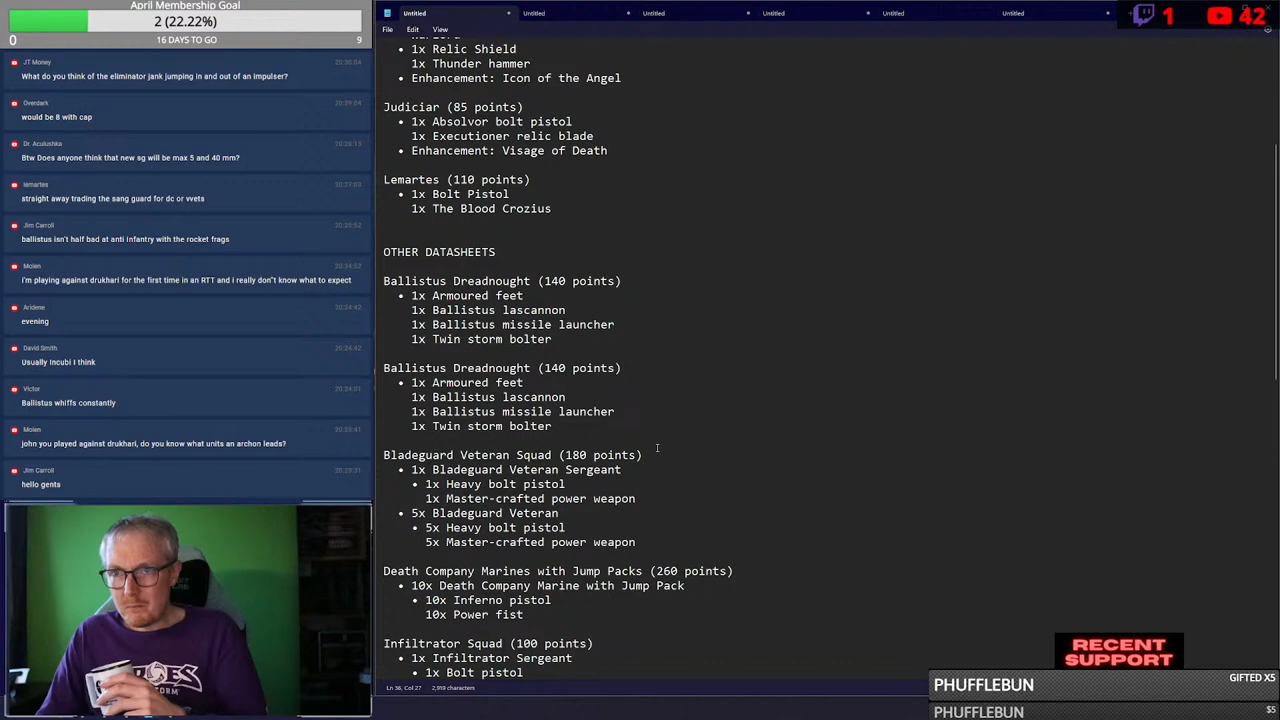 April Membership Goal
2 (22.22%)
0
16 DAYS TO GO
9
JT Money
What do you think of the eliminator jank jumping in and out of an impulser?
Overdark
would be 8 with cap
Dr. Aculushka
Btw Does anyone think that new sg will be max 5 and 40 mm?
lemartes
straight away trading the sang guard for dc or vvets
Jim Carroll
ballistus isn't half bad at anti infantry with the rocket frags
Molen
i'm playing against drukhari for the first time in an RTT and i really don''t know what to expect
Aridene
evening
David Smith
Usually Incubi I think
Victor
Ballistus whiffs constantly
Molen
john you played against drukhari, do you know what units an archon leads?
Jim Carroll
hello gents
Untitled
Untitled
Untitled
Untitled
Untitled
Untitled
1
42
File
Edit
View
• 1x Relic Shield
1x Thunder hammer
• Enhancement: Icon of the Angel
Judiciar (85 points)
• 1x Absolvor bolt pistol
1x Executioner relic blade
• Enhancement: Visage of Death
Lemartes (110 points)
• 1x Bolt Pistol
1x The Blood Crozius
OTHER DATASHEETS
Ballistus Dreadnought (140 points)
• 1x Armoured feet
1x Ballistus lascannon
1x Ballistus missile launcher
1x Twin storm bolter
Ballistus Dreadnought (140 points)
• 1x Armoured feet
1x Ballistus lascannon
1x Ballistus missile launcher
1x Twin storm bolter
Bladeguard Veteran Squad (180 points)
• 1x Bladeguard Veteran Sergeant
• 1x Heavy bolt pistol
1x Master-crafted power weapon
• 5x Bladeguard Veteran
• 5x Heavy bolt pistol
5x Master-crafted power weapon
Death Company Marines with Jump Packs (260 points)
• 10x Death Company Marine with Jump Pack
• 10x Inferno pistol
10x Power fist
Infiltrator Squad (100 points)
• 1x Infiltrator Sergeant
• 1x Bolt pistol
Ln 36, Col 27
2,919 characters
RECENT
SUPPORT
PHUFFLEBUN
GIFTED X5
PHUFFLEBUN
$5